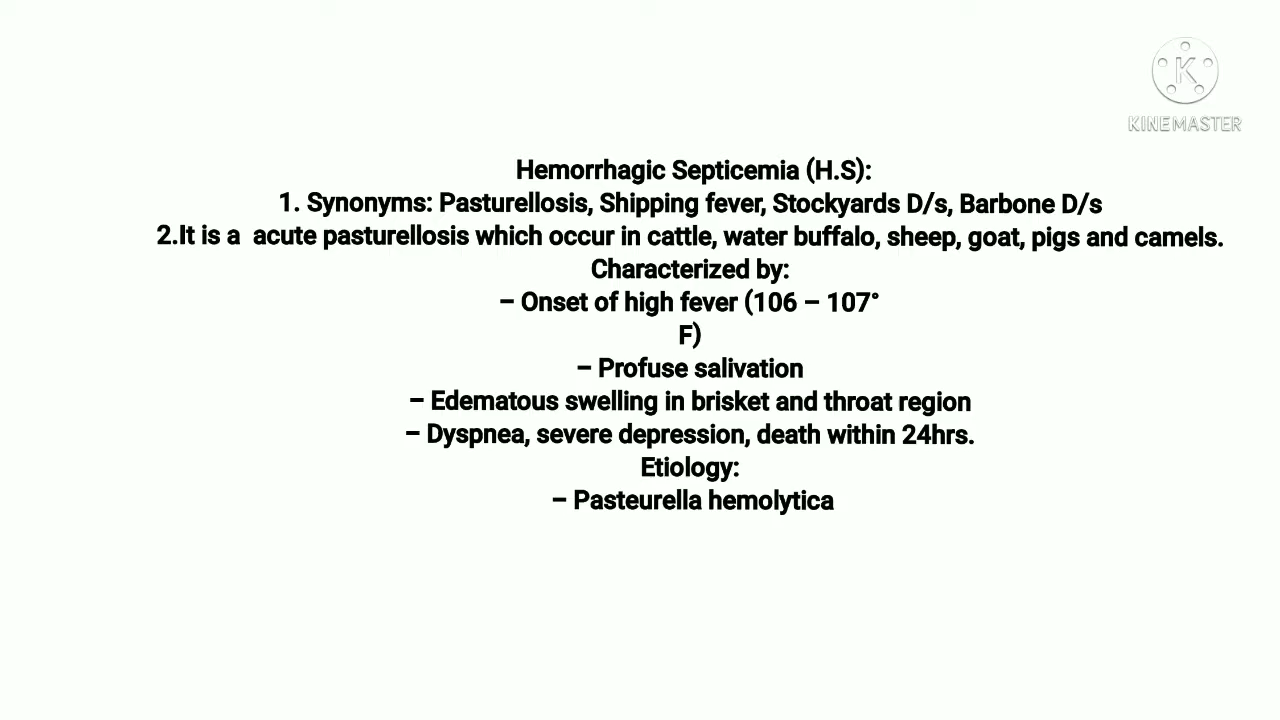 K
KINEMASTER
Hemorrhagic Septicemia (H.S):
1. Synonyms: Pasturellosis, Shipping fever, Stockyards D/s, Barbone D/s
2.It is a  acute pasturellosis which occur in cattle, water buffalo, sheep, goat, pigs and camels.
Characterized by:
– Onset of high fever (106 – 107°
F)
– Profuse salivation
– Edematous swelling in brisket and throat region
– Dyspnea, severe depression, death within 24hrs.
Etiology:
– Pasteurella hemolytica